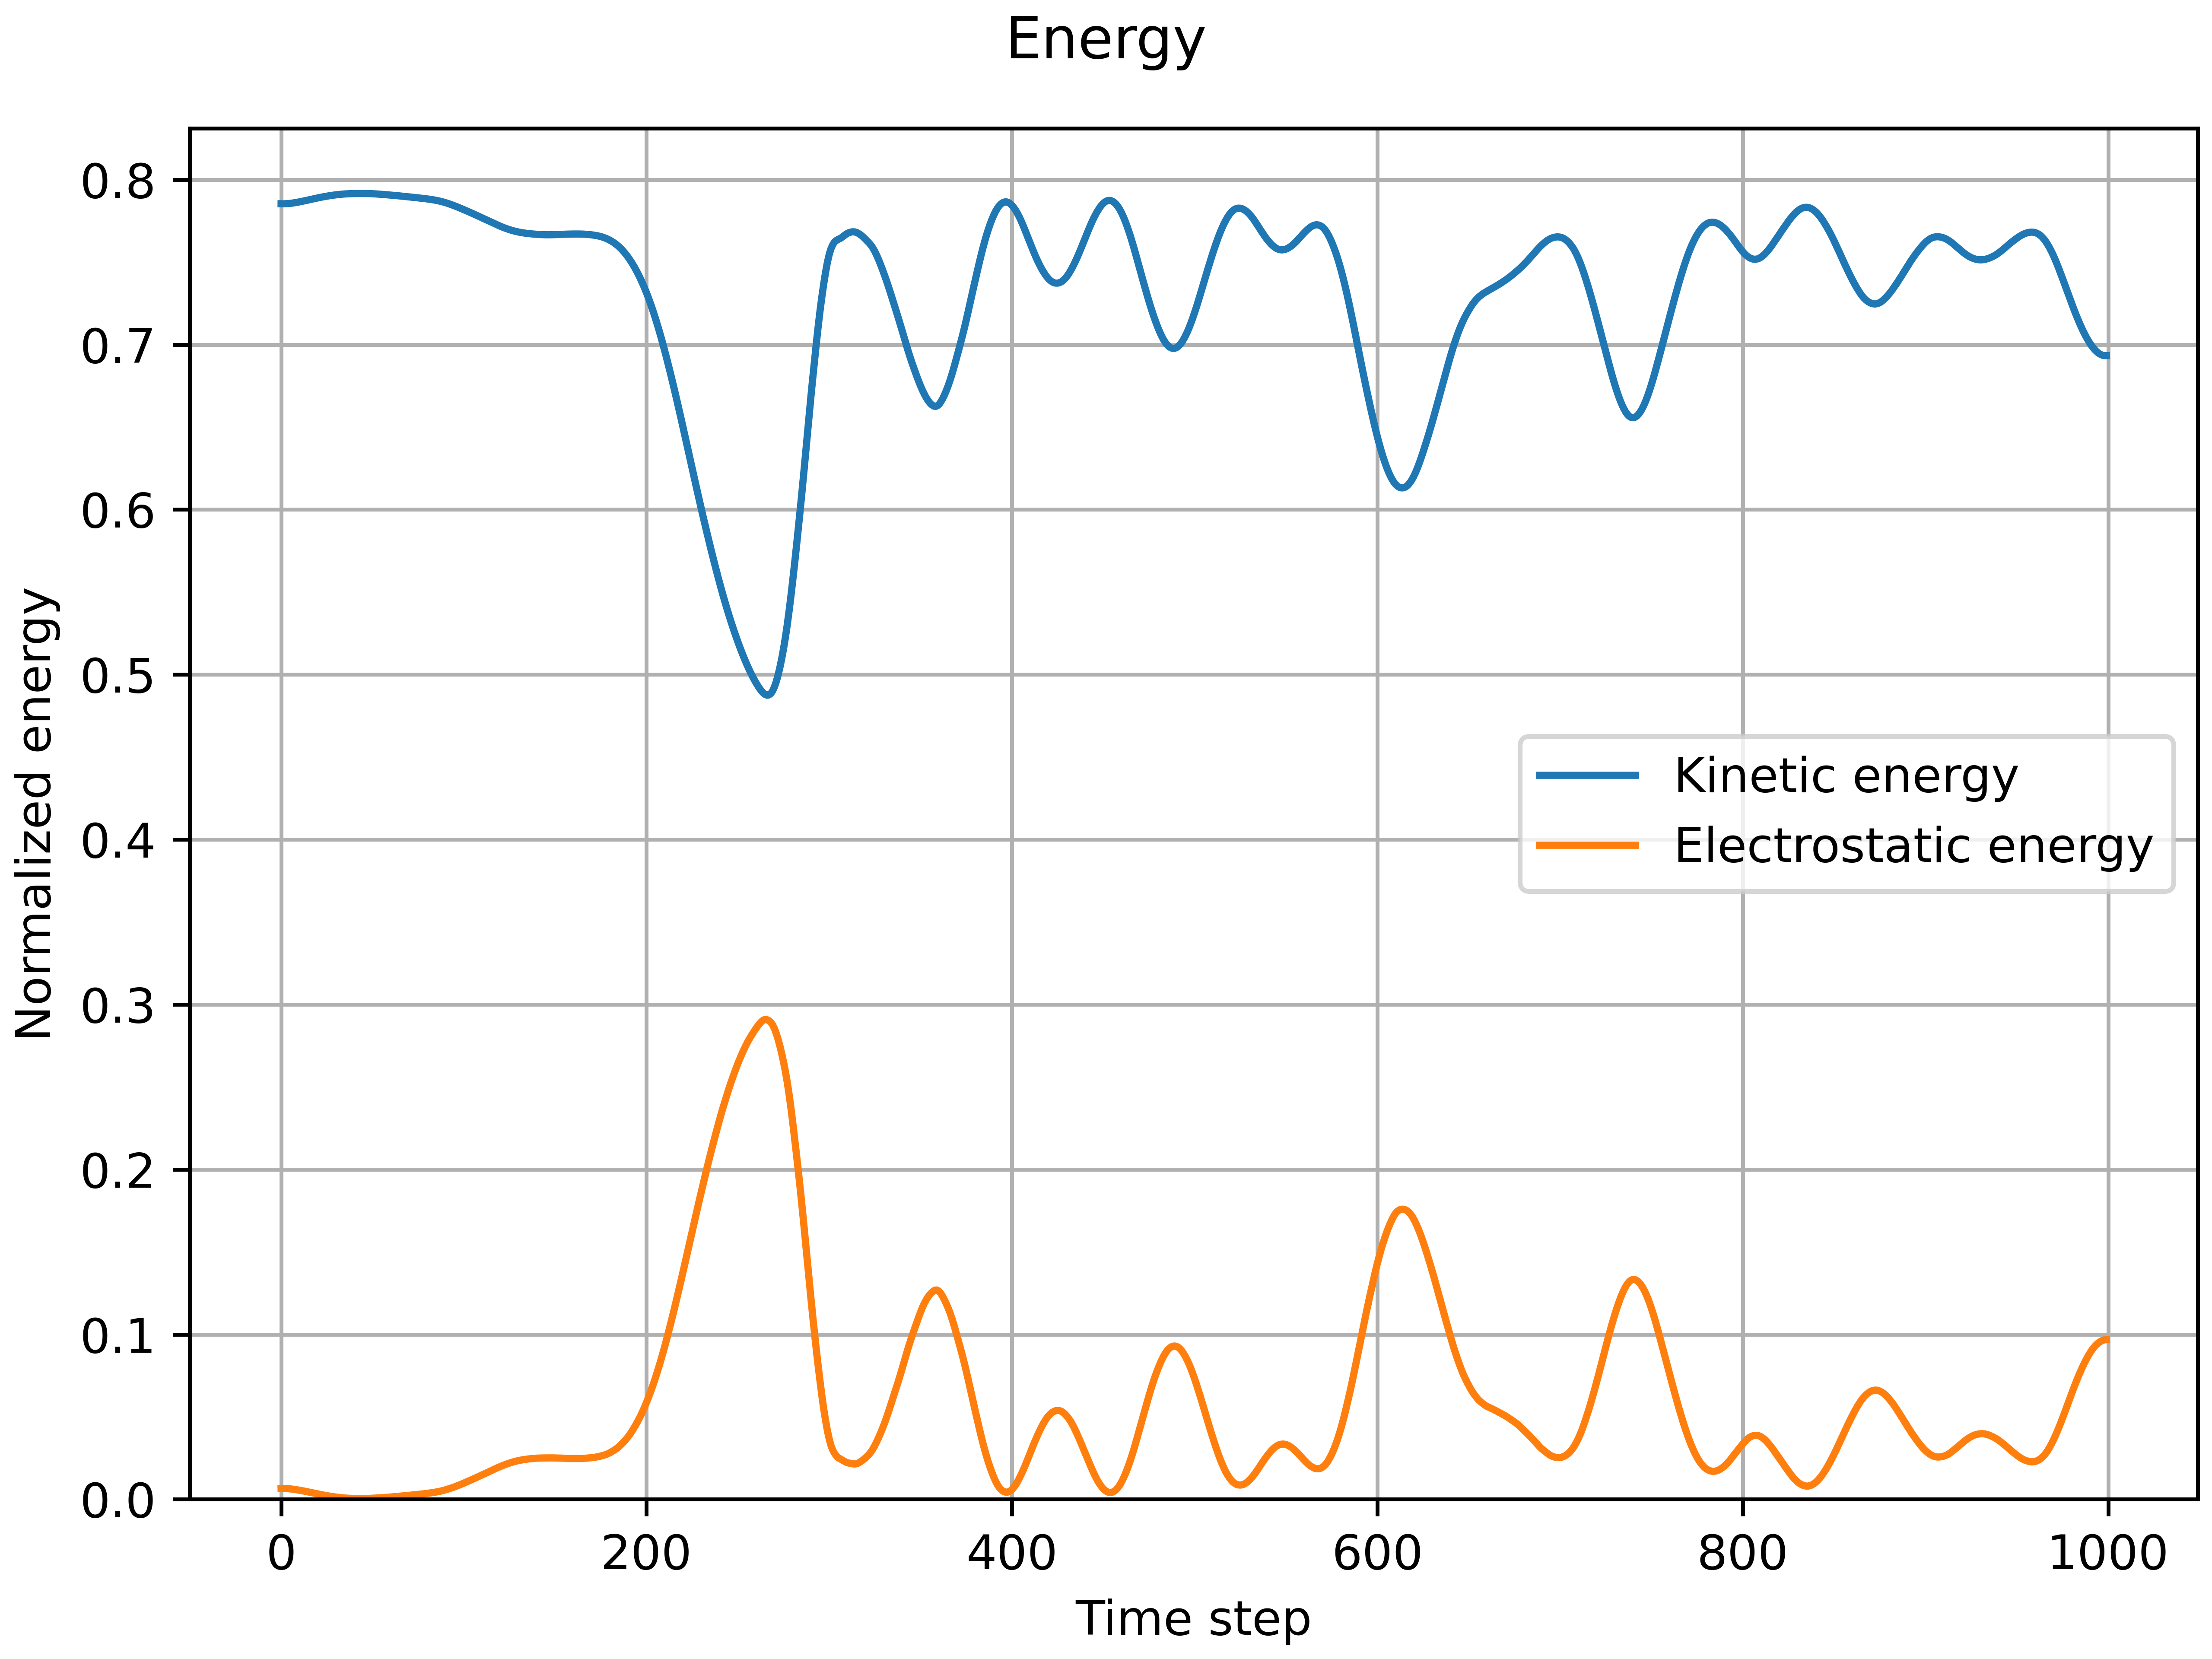 Energy
Normalized energy
0.8
0.7
0.6
0.5
0.4
0.3
0.2
0.1
0.0
Kinetic energy
Electrostatic energy
0 200 400 600 800 1000
Time step